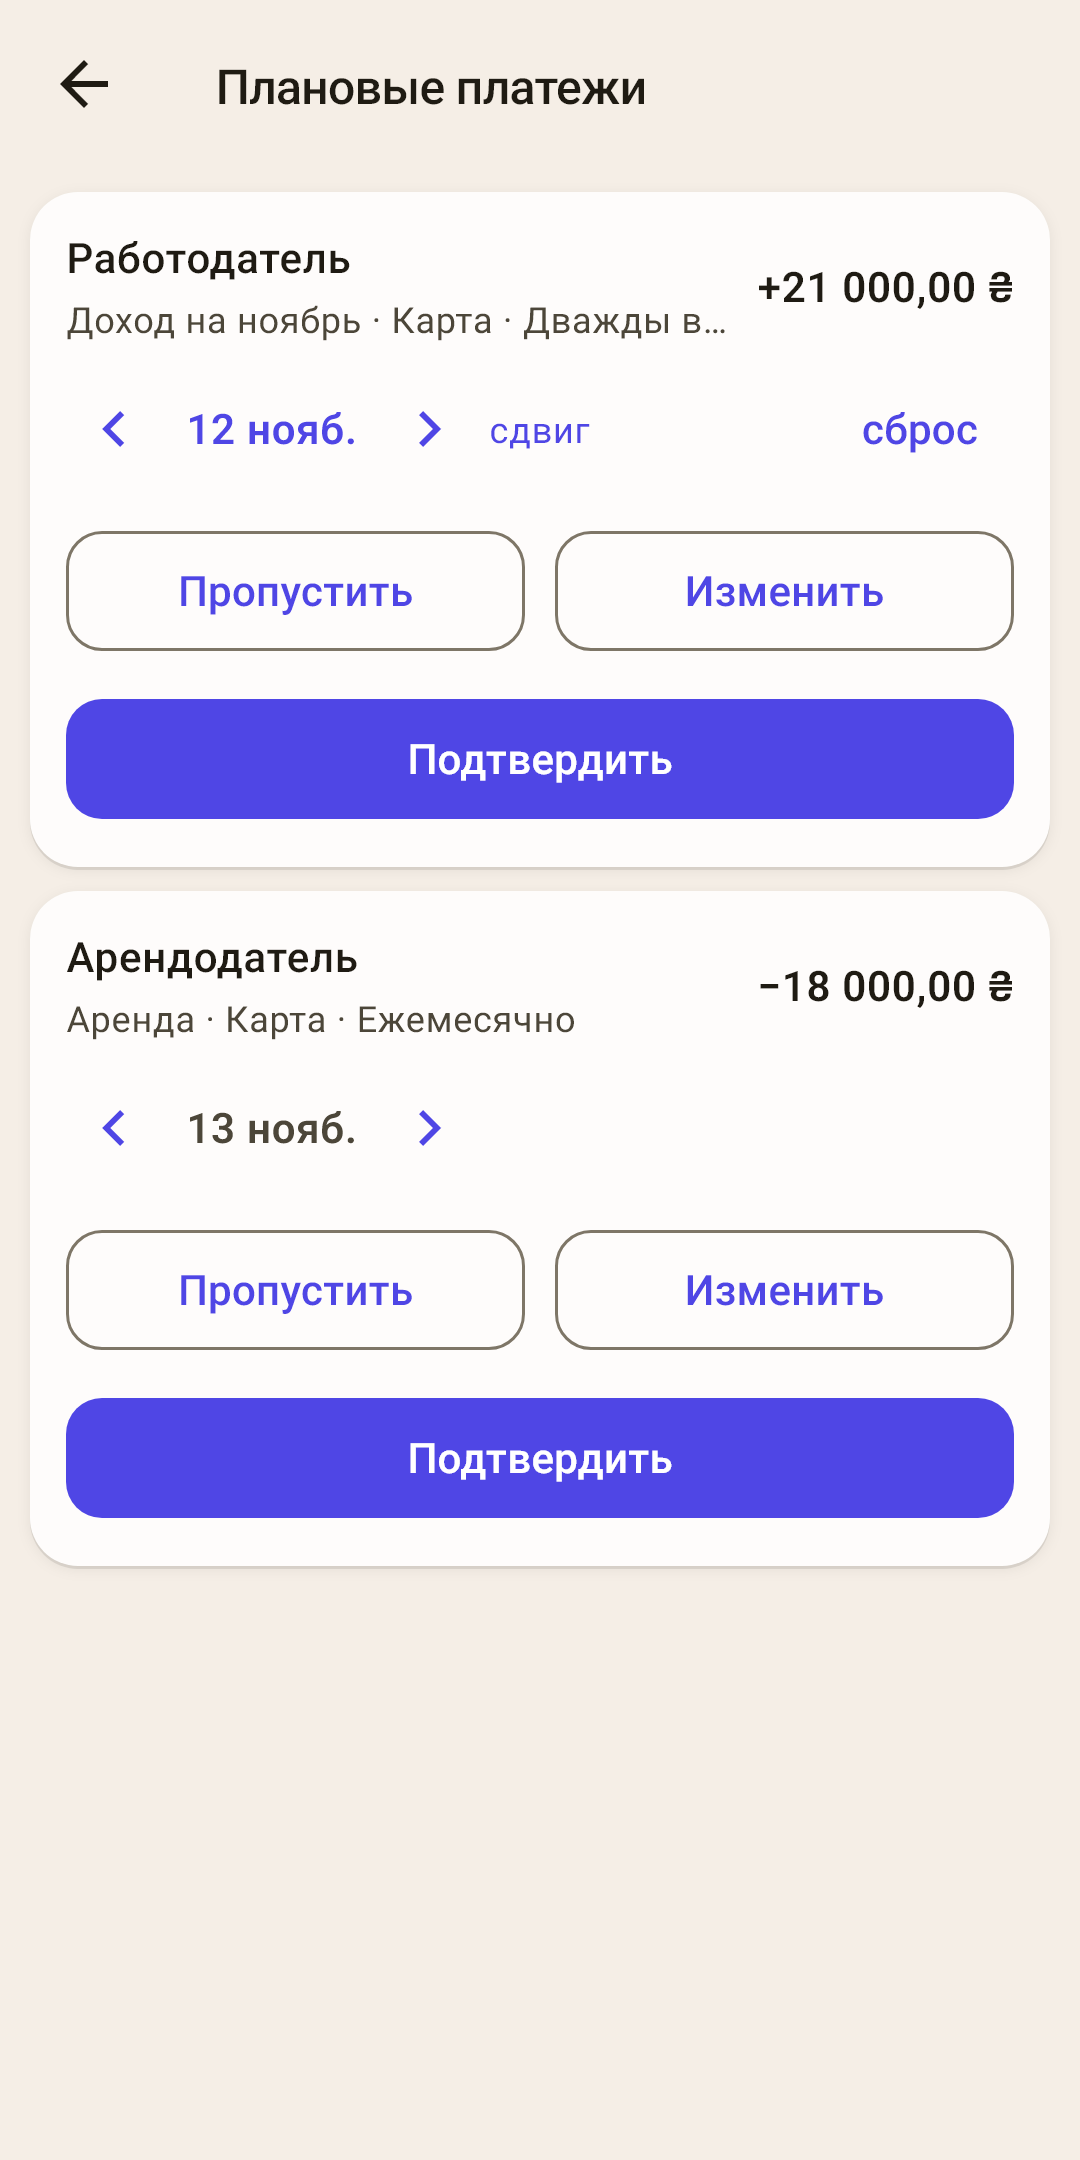 Плановые платежи
Работодатель
+21 000,00 ₴
Доход на ноябрь · Карта · Дважды в…
12 нояб. сдвиг сброс
Пропустить Изменить
Подтвердить
Арендодатель
−18 000,00 ₴
Аренда · Карта · Ежемесячно
13 нояб.
Пропустить Изменить
Подтвердить